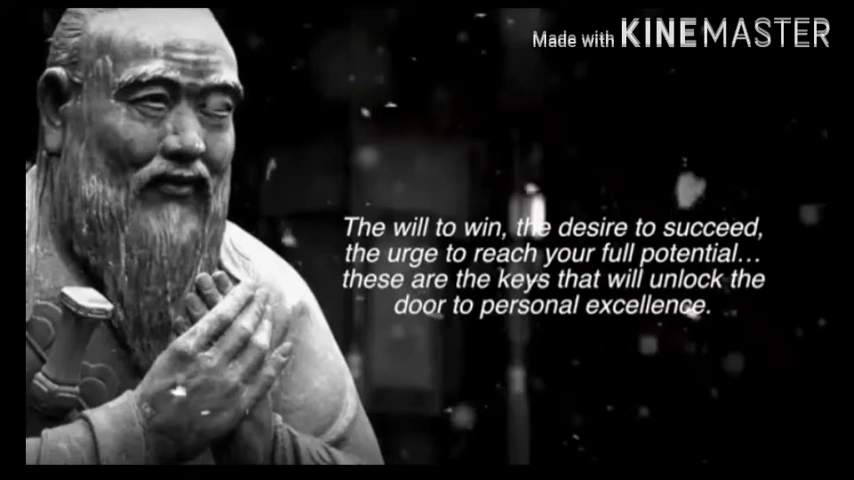 Made with KINEMASTER
The will to win, the desire to succeed,
the urge to reach your full potential...
these are the keys that will unlock the
door to personal excellence.